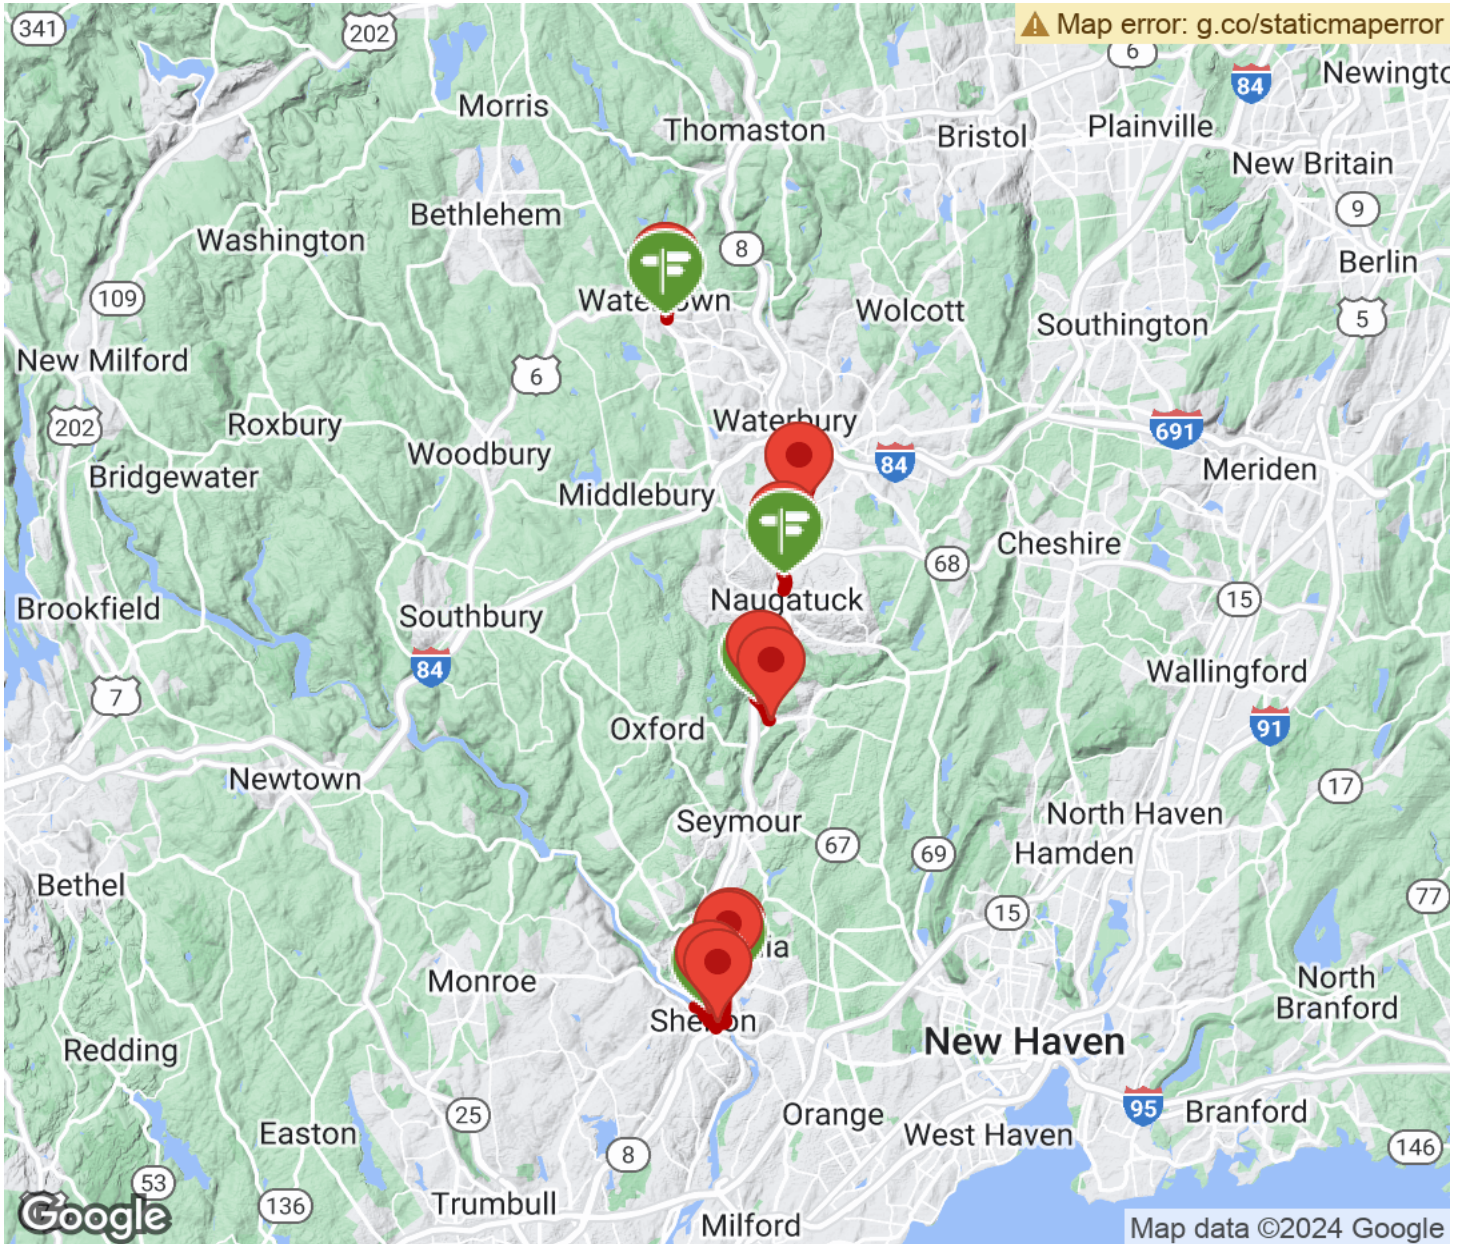 341
202
Map error: g.co/staticmaperror
6
84
Newingto
Morris
Thomaston
Bristol
Plainville
New Britain
9
Bethlehem
Washington
8
Berlin
109
Watertown
Wolcott
Southington
5
New Milford
6
202
Roxbury
Waterbury
691
Woodbury
84
Bridgewater
Middlebury
Meriden
Cheshire
68
Brookfield
Naugatuck
15
Southbury
84
Wallingford
7
Oxford
91
Newtown
17
Seymour
North Haven
67
69
Hamden
Bethel
77
15
ia
Monroe
North
Branford
Shelton
New Haven
Redding
25
Orange
95
Branford
Easton
West Haven
8
146
53
136
Trumbull
Google
Milford
Map data ©2024 Google